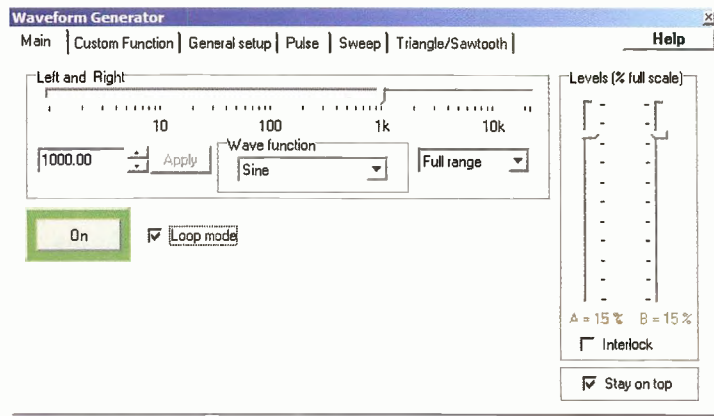 Waveform Generator
Main Custom Function General setup Pulse Sweep Triangle/Sawtooth Help
Left and Right
10 100 1k 10k
1000.00 Apply
Wave function
Sine
Full range
On
Loop mode
Levels (% full scale)
A = 15 % B = 15 %
Interlock
Stay on top